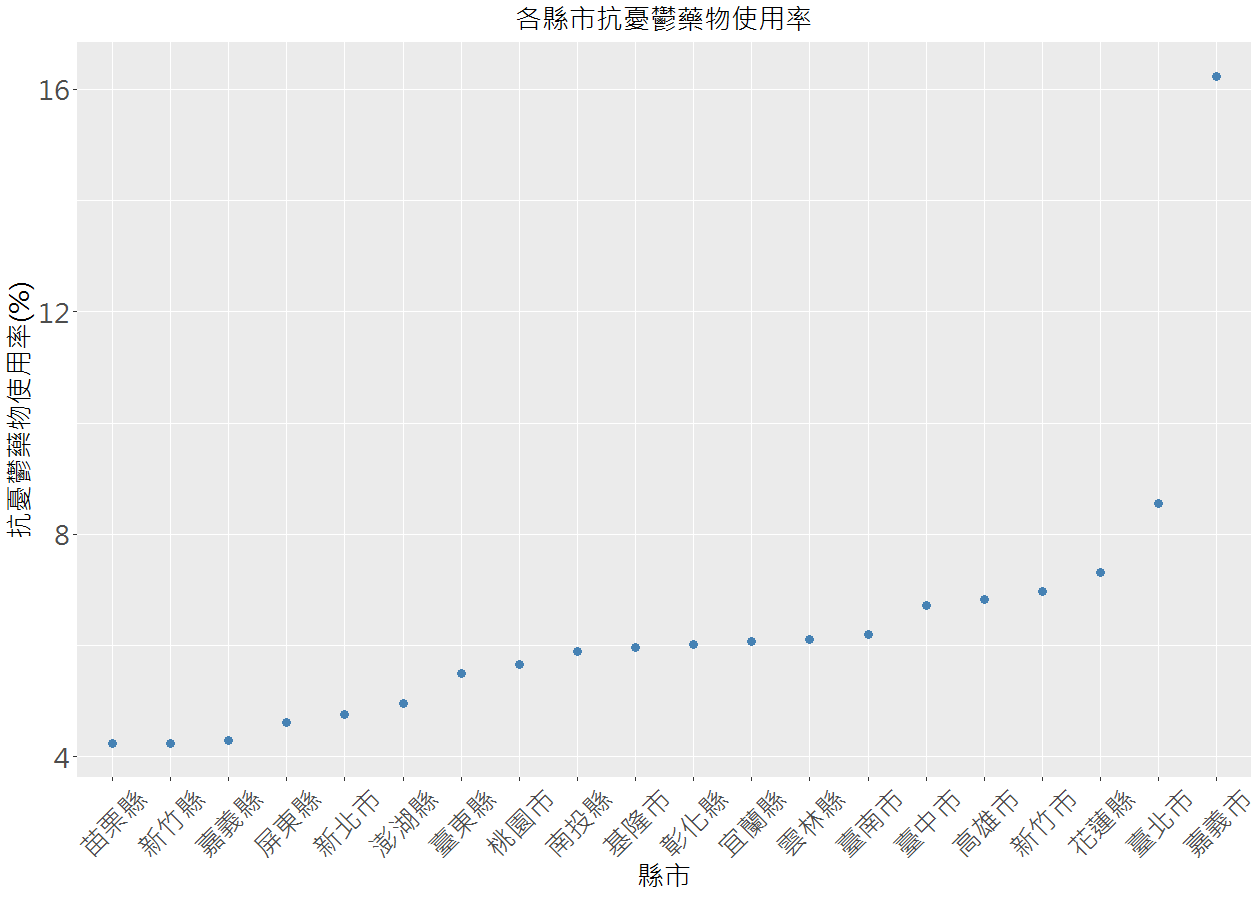 各縣市抗憂鬱藥物使用率
抗憂鬱藥物使用率(%)
16
12
8
4
苗栗縣
新竹縣
嘉義縣
屏東縣
新北市
澎湖縣
臺東縣
桃園市
南投縣
基隆市
彰化縣
宜蘭縣
雲林縣
臺南市
臺中市
高雄市
新竹市
花蓮縣
臺北市
嘉義市
縣市